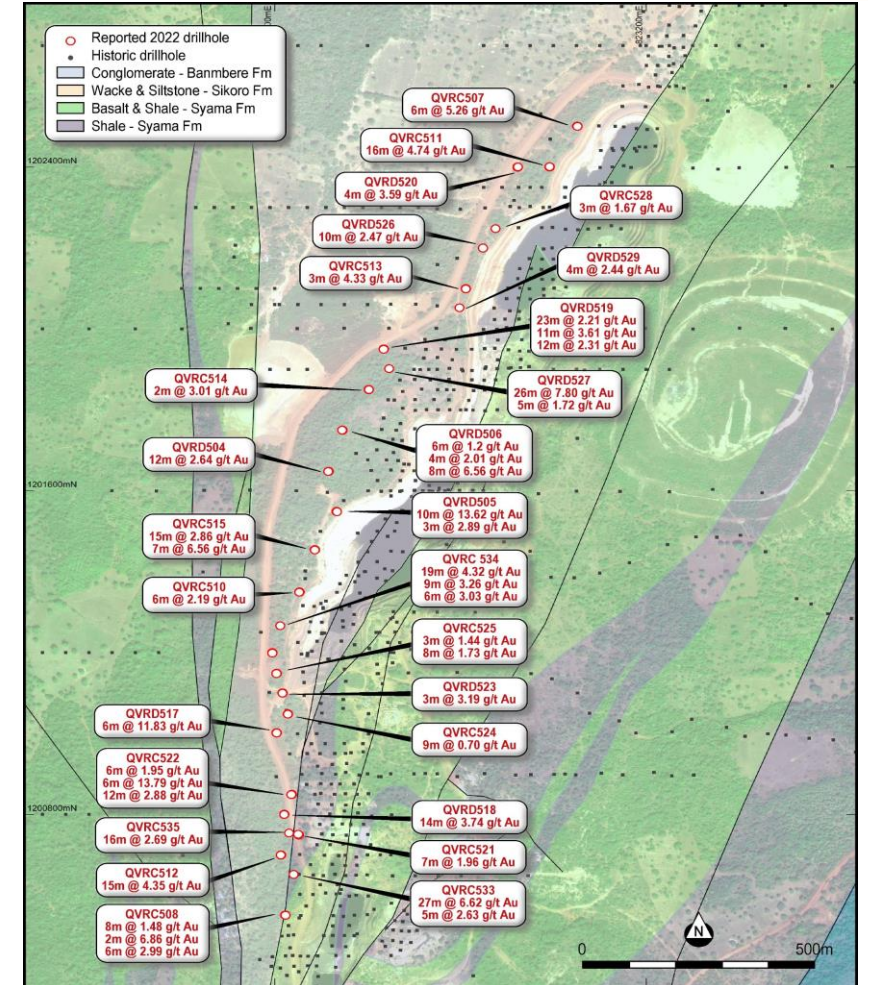 Reported 2022 drillhole
Historic drillhole
Conglomerate - Banmbere Fm
Wacke & Siltstone - Sikoro Fm
Basalt & Shale - Syama Fm
Shale - Syama Fm
823200mE
1202400mN
QVRC507
6m @ 5.26 g/t Au
QVRC511
16m @ 4.74 g/t Au
QVRD520
4m @ 3.59 g/t Au
QVRC528
3m @ 1.67 g/t Au
QVRD526
10m @ 2.47 g/t Au
QVRD529
4m @ 2.44 g/t Au
QVRC513
3m @ 4.33 g/t Au
QVRD519
23m @ 2.21 g/t Au
11m @ 3.61 g/t Au
12m @ 2.31 g/t Au
QVRC514
2m @ 3.01 g/t Au
QVRD527
26m @ 7.80 g/t Au
5m @ 1.72 g/t Au
QVRD506
6m @ 1.2 g/t Au
4m @ 2.01 g/t Au
8m @ 6.56 g/t Au
QVRD504
12m @ 2.64 g/t Au
1201600mN
QVRD505
10m @ 13.62 g/t Au
3m @ 2.89 g/t Au
QVRC515
15m @ 2.86 g/t Au
7m @ 6.56 g/t Au
QVRC 534
19m @ 4.32 g/t Au
9m @ 3.26 g/t Au
6m @ 3.03 g/t Au
QVRC510
6m @ 2.19 g/t Au
QVRC525
3m @ 1.44 g/t Au
8m @ 1.73 g/t Au
QVRD523
3m @ 3.19 g/t Au
QVRD517
6m @ 11.83 g/t Au
QVRC524
9m @ 0.70 g/t Au
QVRC522
6m @ 1.95 g/t Au
6m @ 13.79 g/t Au
12m @ 2.88 g/t Au
1200800mN
QVRD518
14m @ 3.74 g/t Au
QVRC535
16m @ 2.69 g/t Au
QVRC521
7m @ 1.96 g/t Au
QVRC512
15m @ 4.35 g/t Au
QVRC533
27m @ 6.62 g/t Au
5m @ 2.63 g/t Au
QVRC508
8m @ 1.48 g/t Au
2m @ 6.86 g/t Au
6m @ 2.99 g/t Au
N
0 500m